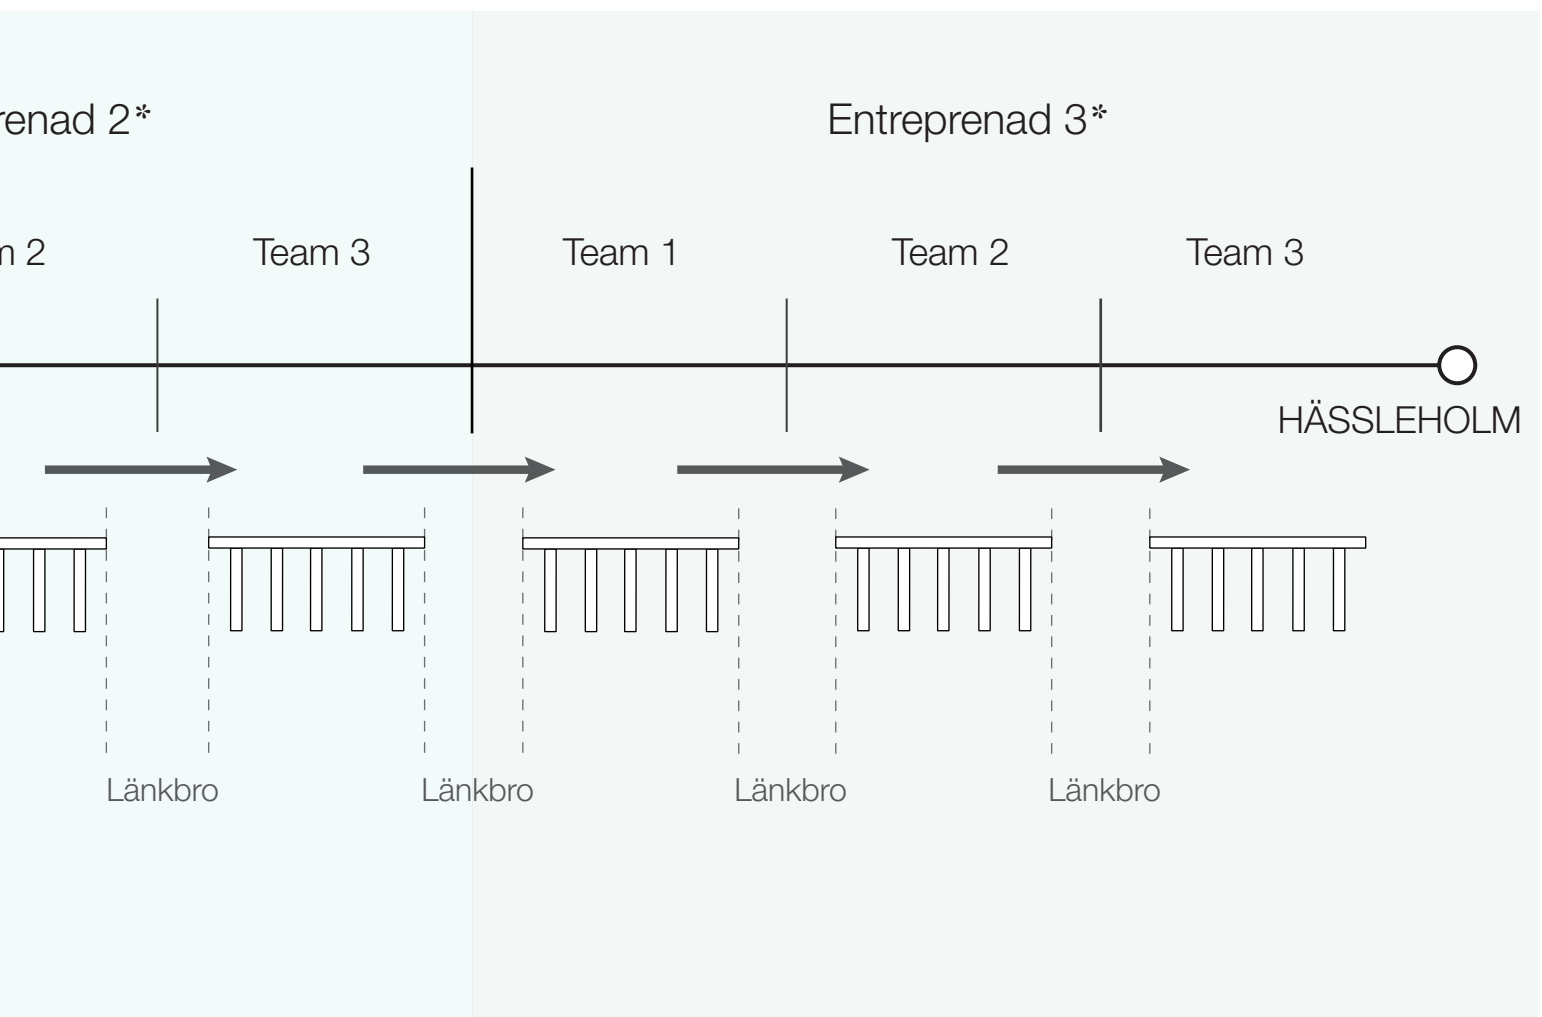 renad 2*
Entreprenad 3*
m 2
Team 3
Team 1
Team 2
Team 3
HÄSSLEHOLM
Länkbro
Länkbro
Länkbro
Länkbro